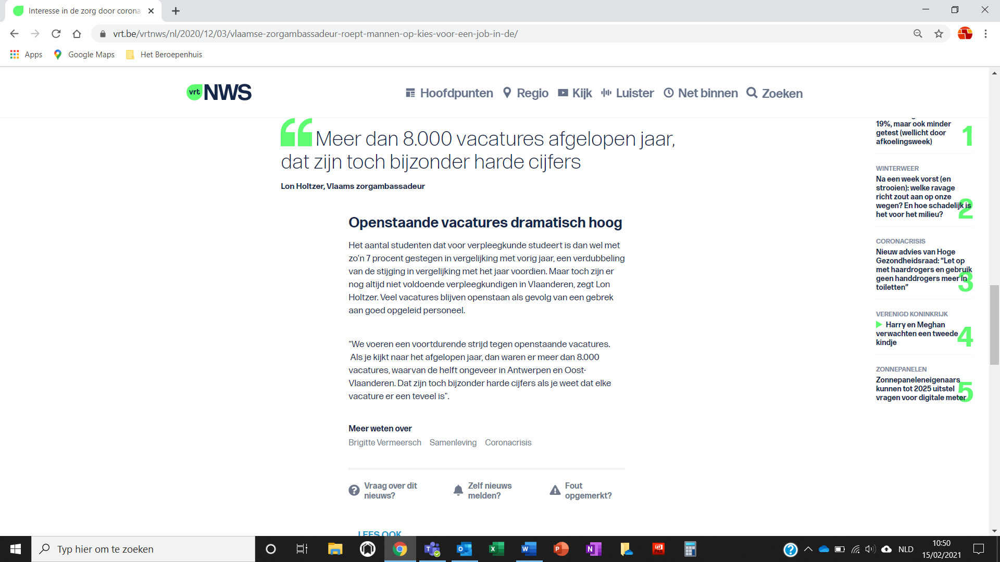 Interesse in de zorg door corona
vrt.be/vrtnws/nl/2020/12/03/vlaamse-zorgambassadeur-roept-mannen-op-kies-voor-een-job-in-de/
Apps
Google Maps
Het Beroepenhuis
vrt NWS
Hoofdpunten
Regio
Kijk
Luister
Net binnen
Zoeken
Meer dan 8.000 vacatures afgelopen jaar,
dat zijn toch bijzonder harde cijfers
Lon Holtzer, Vlaams zorgambassadeur
Openstaande vacatures dramatisch hoog
Het aantal studenten dat voor verpleegkunde studeert is dan wel met
zo'n 7 procent gestegen in vergelijking met vorig jaar, een verdubbeling
van de stijging in vergelijking met het jaar voordien. Maar toch zijn er
nog altijd niet voldoende verpleegkundigen in Vlaanderen, zegt Lon
Holtzer. Veel vacatures blijven openstaan als gevolg van een gebrek
aan goed opgeleid personeel.
“We voeren een voortdurende strijd tegen openstaande vacatures.
Als je kijkt naar het afgelopen jaar, dan waren er meer dan 8.000
vacatures, waarvan de helft ongeveer in Antwerpen en Oost-
Vlaanderen. Dat zijn toch bijzonder harde cijfers als je weet dat elke
vacature er een teveel is".
Meer weten over
Brigitte Vermeersch
Samenleving
Coronacrisis
Vraag over dit
nieuws?
Zelf nieuws
melden?
Fout
opgemerkt?
LEES OOK
19%, maar ook minder
getest (wellicht door
afkoelingsweek)
1
WINTERWEER
Na een week vorst (en
strooien): welke ravage
richt zout aan op onze
wegen? En hoe schadelijk is
het voor het milieu?
2
CORONACRISIS
Nieuw advies van Hoge
Gezondheidsraad: “Let op
met haardrogers en gebruik
geen handdrogers meer in
toiletten”
3
VERENIGD KONINKRIJK
Harry en Meghan
verwachten een tweede
kindje
4
ZONNEPANELEN
Zonnepaneleneigenaars
kunnen tot 2025 uitstel
vragen voor digitale meter
5
Typ hier om te zoeken
NLD
10:50
15/02/2021